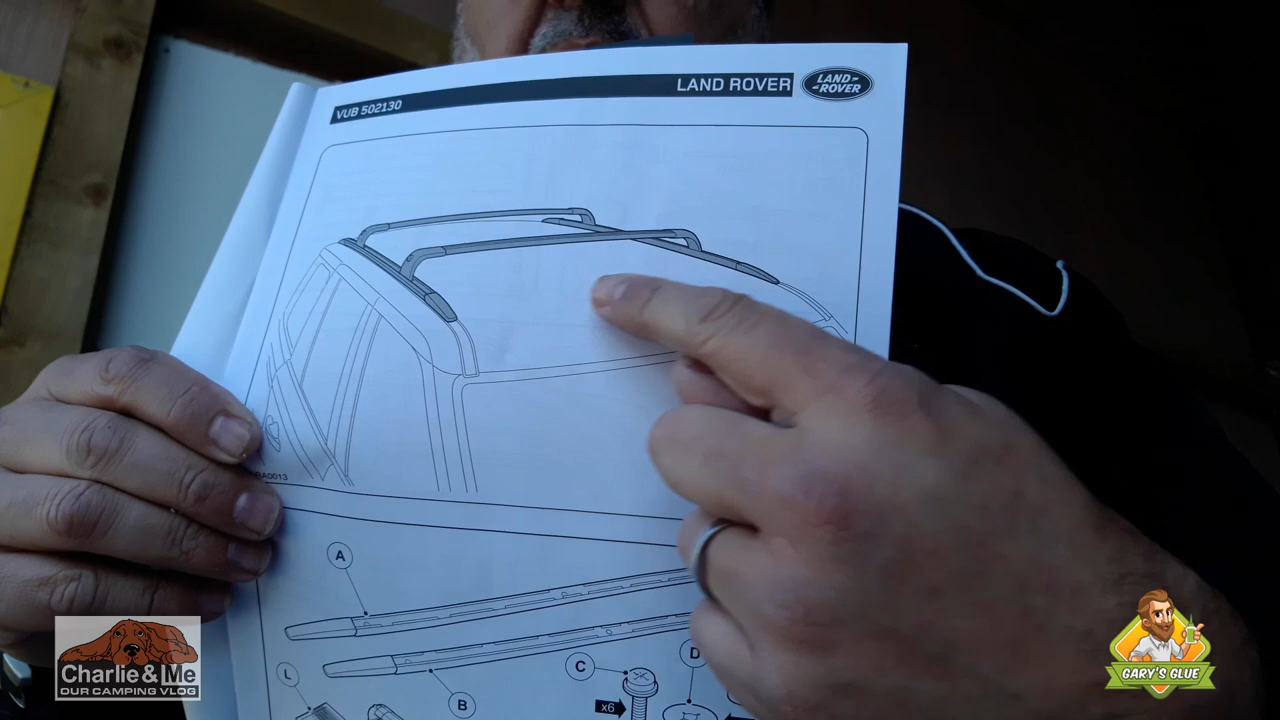 VUB 502130
LAND ROVER
LAND-
-ROVER
A
B
C
D
L
x6
Charlie & Me
OUR CAMPING VLOG
GARY'S GLUE